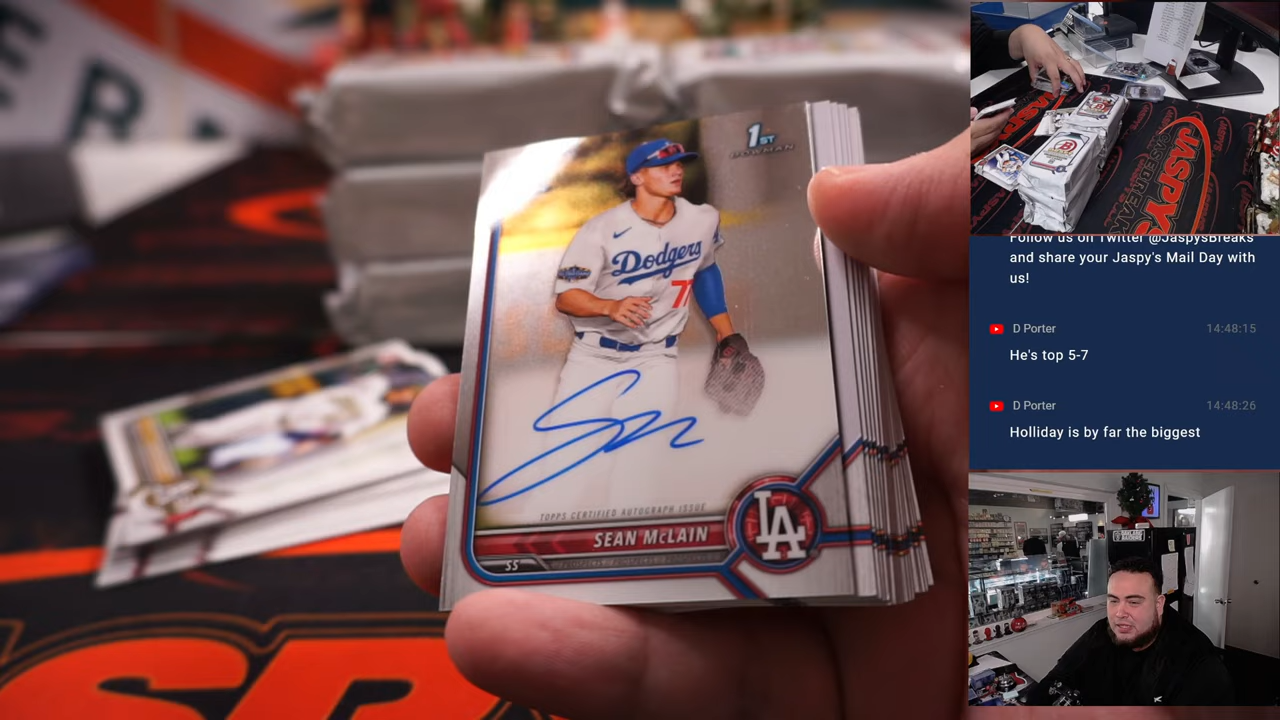 1ST
BOWMAN
Dodgers
77
TOPPS CERTIFIED AUTOGRAPH ISSUE
SEAN McLAIN
SS
LA
JASPYS
Follow us on Twitter @JaspysBreaks
and share your Jaspy's Mail Day with
us!
D Porter 14:48:15
He's top 5-7
D Porter 14:48:26
Holliday is by far the biggest